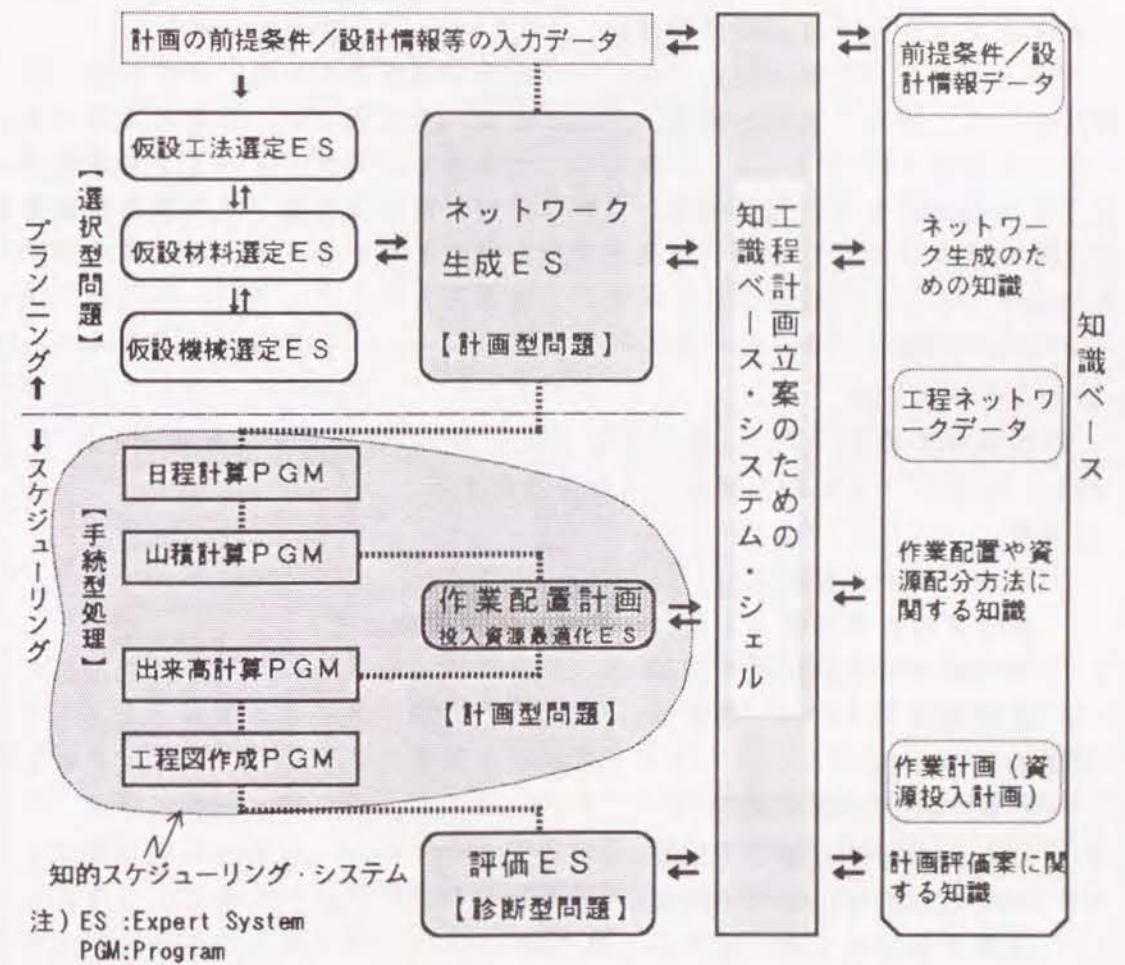 計画の前提条件/設計情報等の入力データ
仮設工法選定ES
仮設材料選定ES
仮設機械選定ES
【選択型問題】
プランニング
ネットワーク
生成ES
【計画型問題】
スケジューリング
【手続型処理】
日程計算PGM
山積計算PGM
出来高計算PGM
工程図作成PGM
作業配置計画
投入資源最適化ES
【計画型問題】
知的スケジューリング・システム
評価ES
【診断型問題】
工程計画立案のための
知識ベース・システム・シェル
前提条件/設
計情報データ
ネットワー
ク生成のた
めの知識
工程ネットワ
ークデータ
作業配置や資
源配分方法に
関する知識
作業計画(資
源投入計画)
計画評価案に関
する知識
知識ベース
注) ES :Expert System
PGM:Program